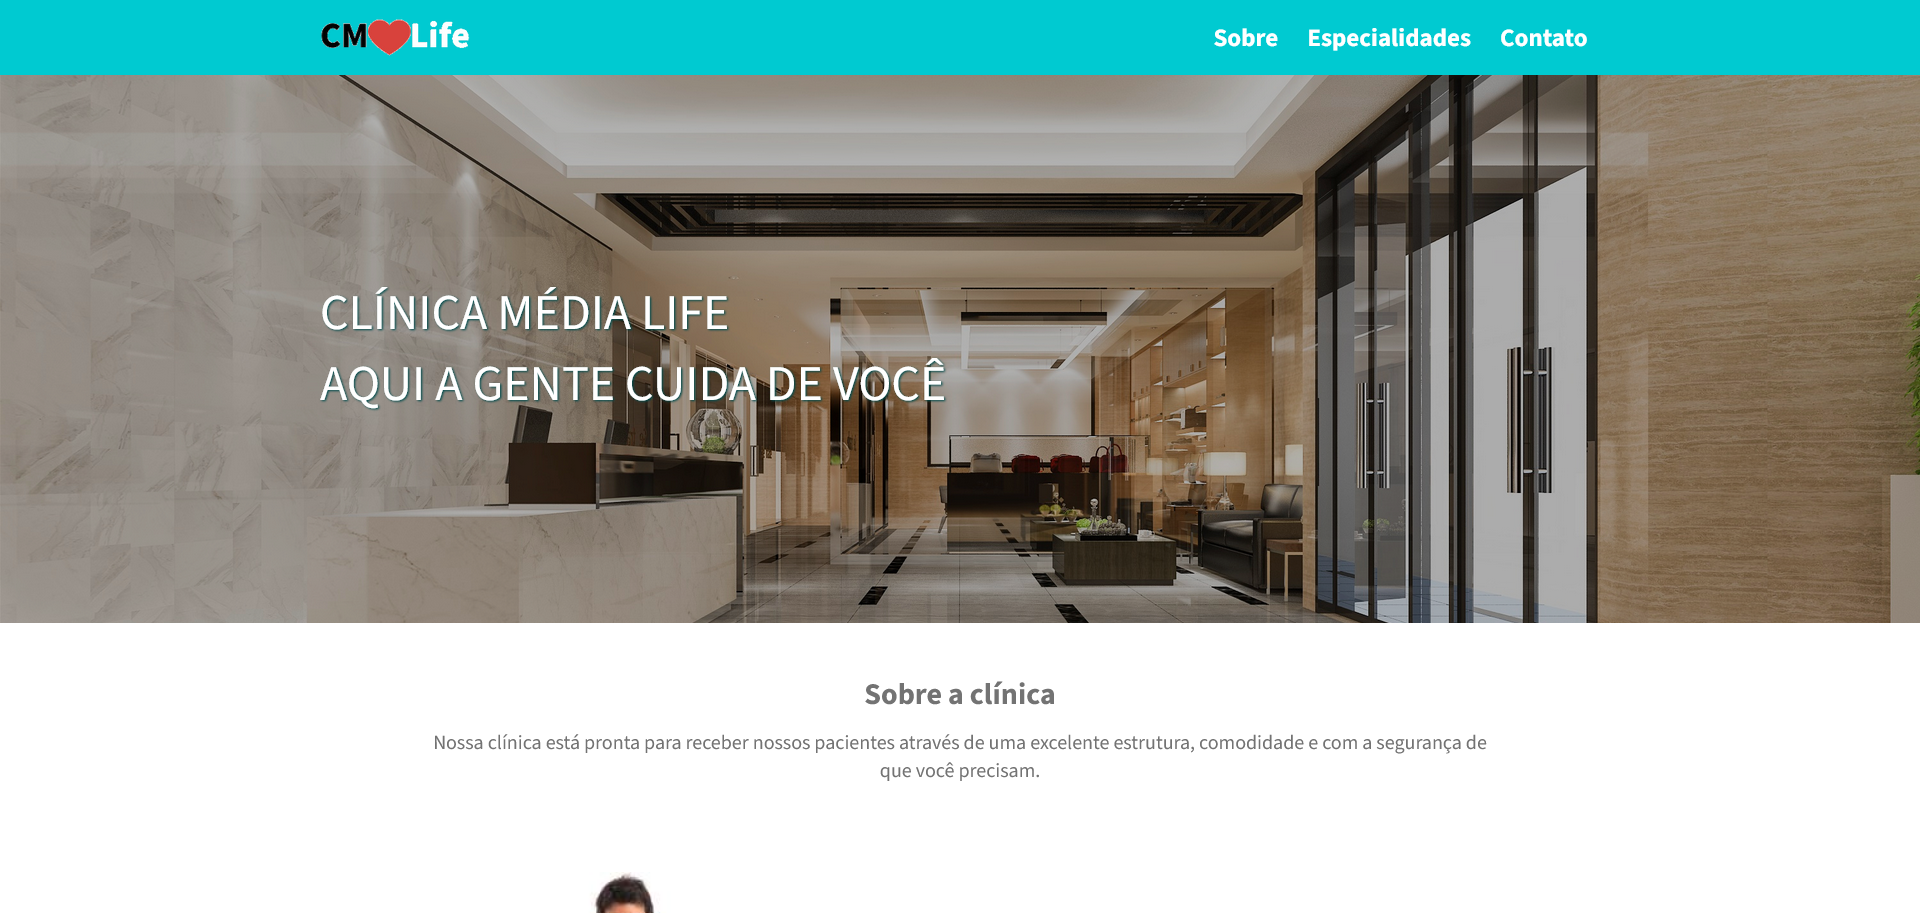 CM Life
Sobre Especialidades Contato
CLÍNICA MÉDIA LIFE
AQUI A GENTE CUIDA DE VOCÊ
Sobre a clínica
Nossa clínica está pronta para receber nossos pacientes através de uma excelente estrutura, comodidade e com a segurança de
que você precisam.